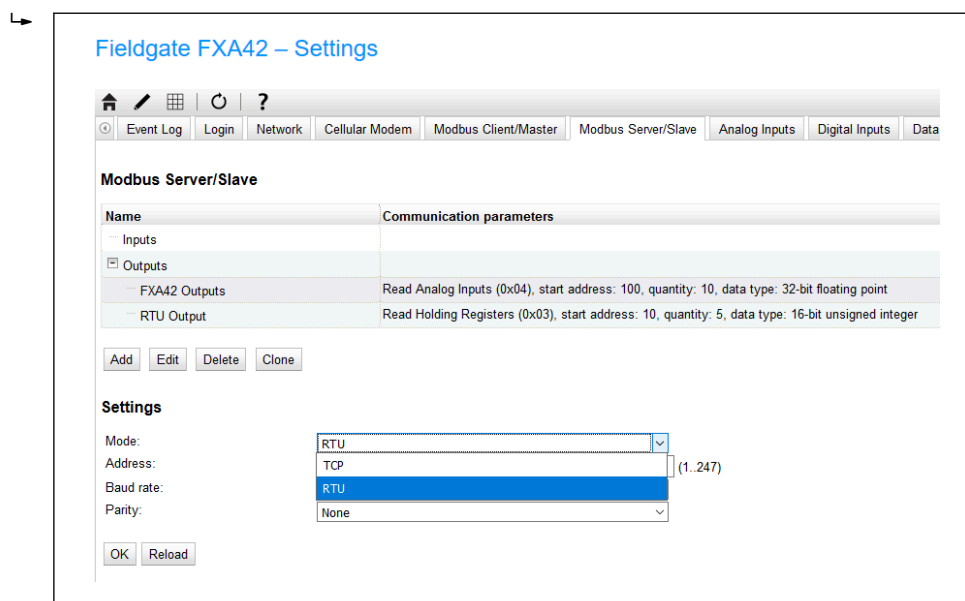 Fieldgate FXA42 – Settings
?
Event Log Login Network Cellular Modem Modbus Client/Master Modbus Server/Slave Analog Inputs Digital Inputs Data
Modbus Server/Slave
Name Communication parameters
Inputs
Outputs
FXA42 Outputs Read Analog Inputs (0x04), start address: 100, quantity: 10, data type: 32-bit floating point
RTU Output Read Holding Registers (0x03), start address: 10, quantity: 5, data type: 16-bit unsigned integer
Add Edit Delete Clone
Settings
Mode: RTU
Address: TCP (1..247)
Baud rate: RTU
Parity: None
OK Reload